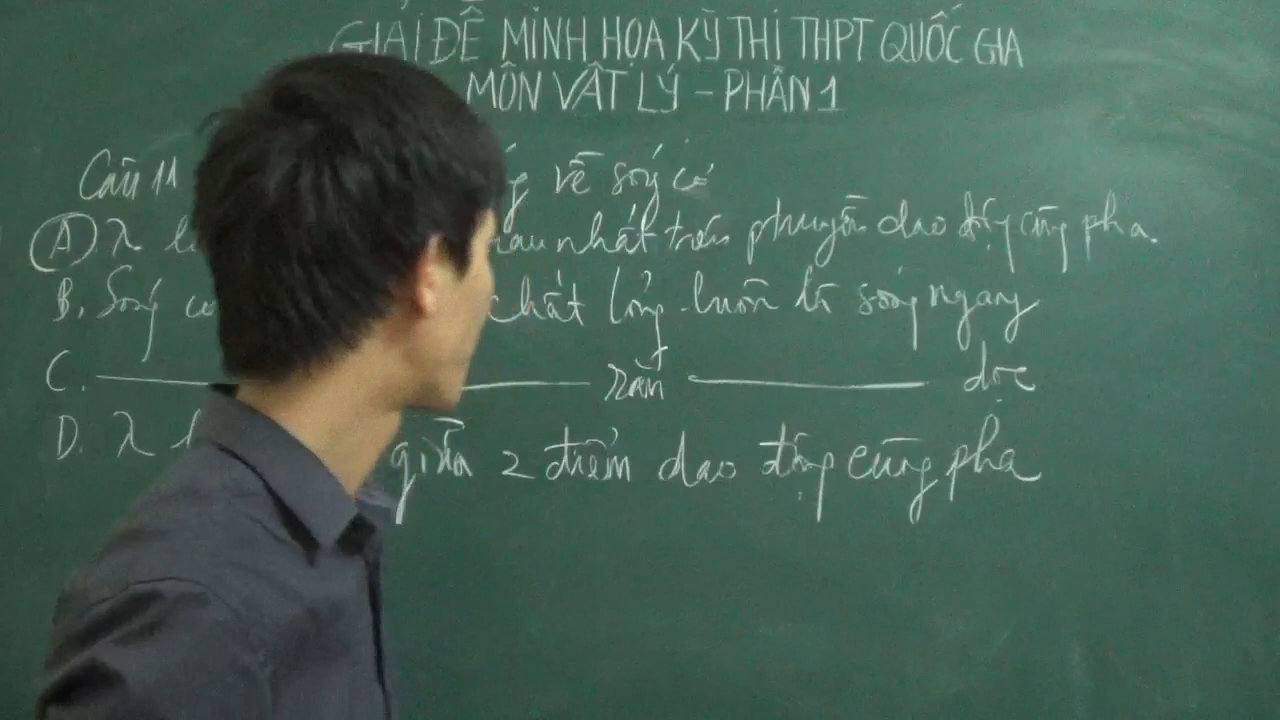 GIẢI ĐỀ MINH HỌA KỲ THI THPT QUỐC GIA
MÔN VẬT LÝ - PHẦN 1
Câu 11 về sóng cơ
A) λ nhau nhất trên phuyền dao động cùng pha.
B. Sóng cơ chất lỏng luôn là sóng ngang
C. rắn dọc
D. λ giữa 2 điểm dao động cùng pha